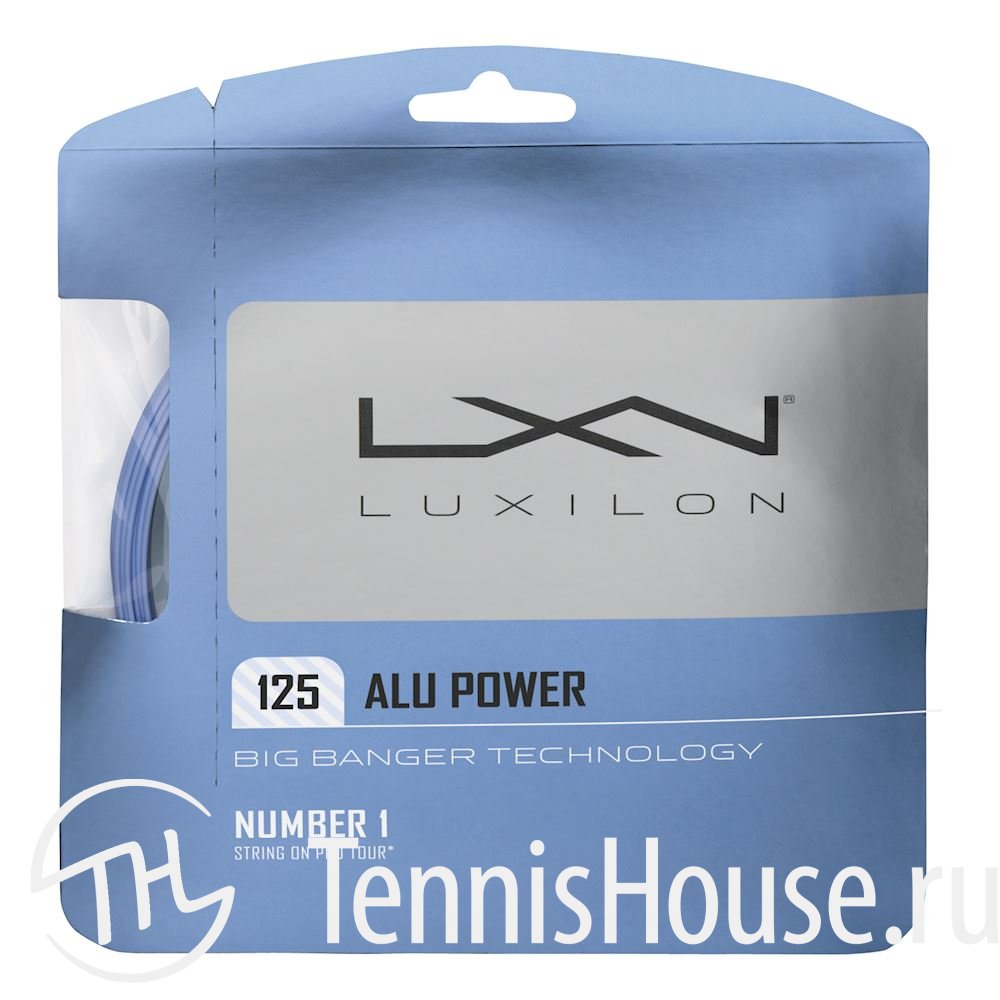 LXN®
LUXILON
125 ALU POWER
BIG BANGER TECHNOLOGY
NUMBER 1
STRING ON PRO TOUR*
TH
TennisHouse.ru